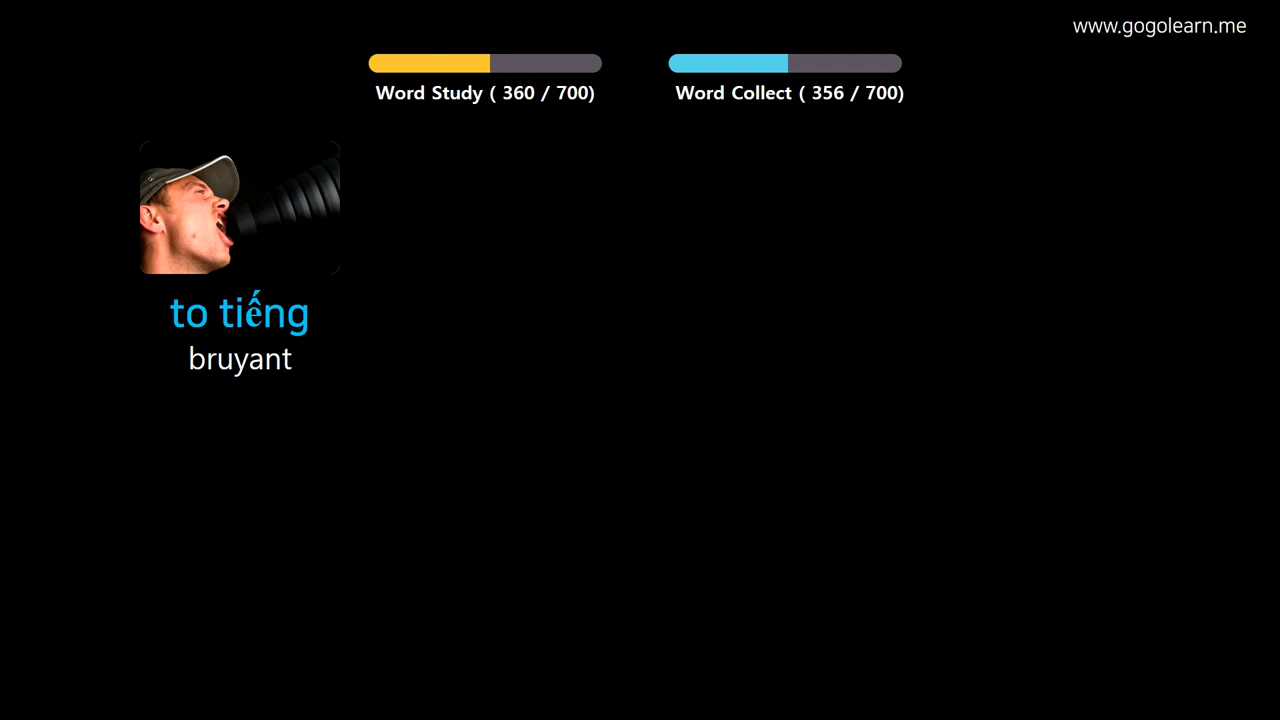 www.gogolearn.me
Word Study ( 360 / 700)
Word Collect ( 356 / 700)
to tiếng
bruyant